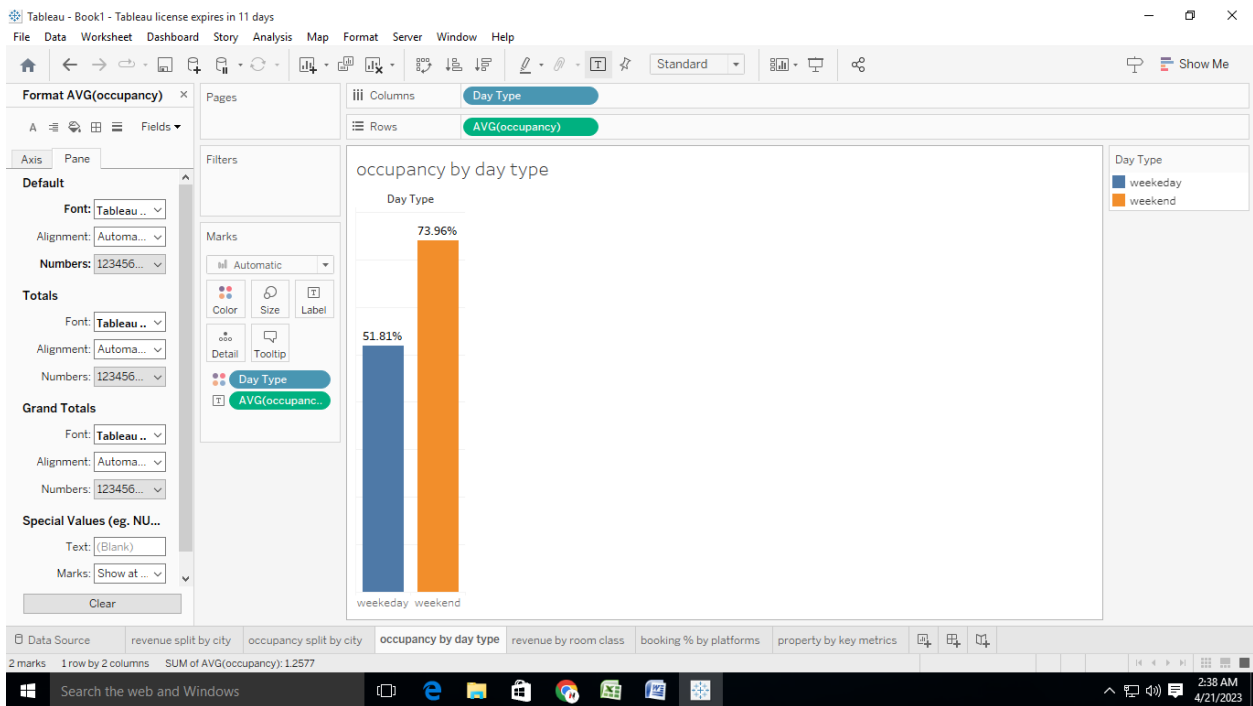 Tableau - Book1 - Tableau license expires in 11 days
File Data Worksheet Dashboard Story Analysis Map Format Server Window Help
Standard
Show Me
Format AVG(occupancy) ×
Fields
Axis Pane
Default
Font: Tableau ..
Alignment: Automa...
Numbers: 123456...
Totals
Font: Tableau ..
Alignment: Automa...
Numbers: 123456...
Grand Totals
Font: Tableau ..
Alignment: Automa...
Numbers: 123456...
Special Values (eg. NU...
Text: (Blank)
Marks: Show at ...
Clear
Pages
Filters
Marks
Automatic
Color Size Label
Detail Tooltip
Day Type
AVG(occupanc..
Columns Day Type
Rows AVG(occupancy)
occupancy by day type
Day Type
73.96%
51.81%
weekeday weekend
Day Type
weekeday
weekend
Data Source revenue split by city occupancy split by city occupancy by day type revenue by room class booking % by platforms property by key metrics
2 marks 1 row by 2 columns SUM of AVG(occupancy): 1.2577
Search the web and Windows
2:38 AM
4/21/2023